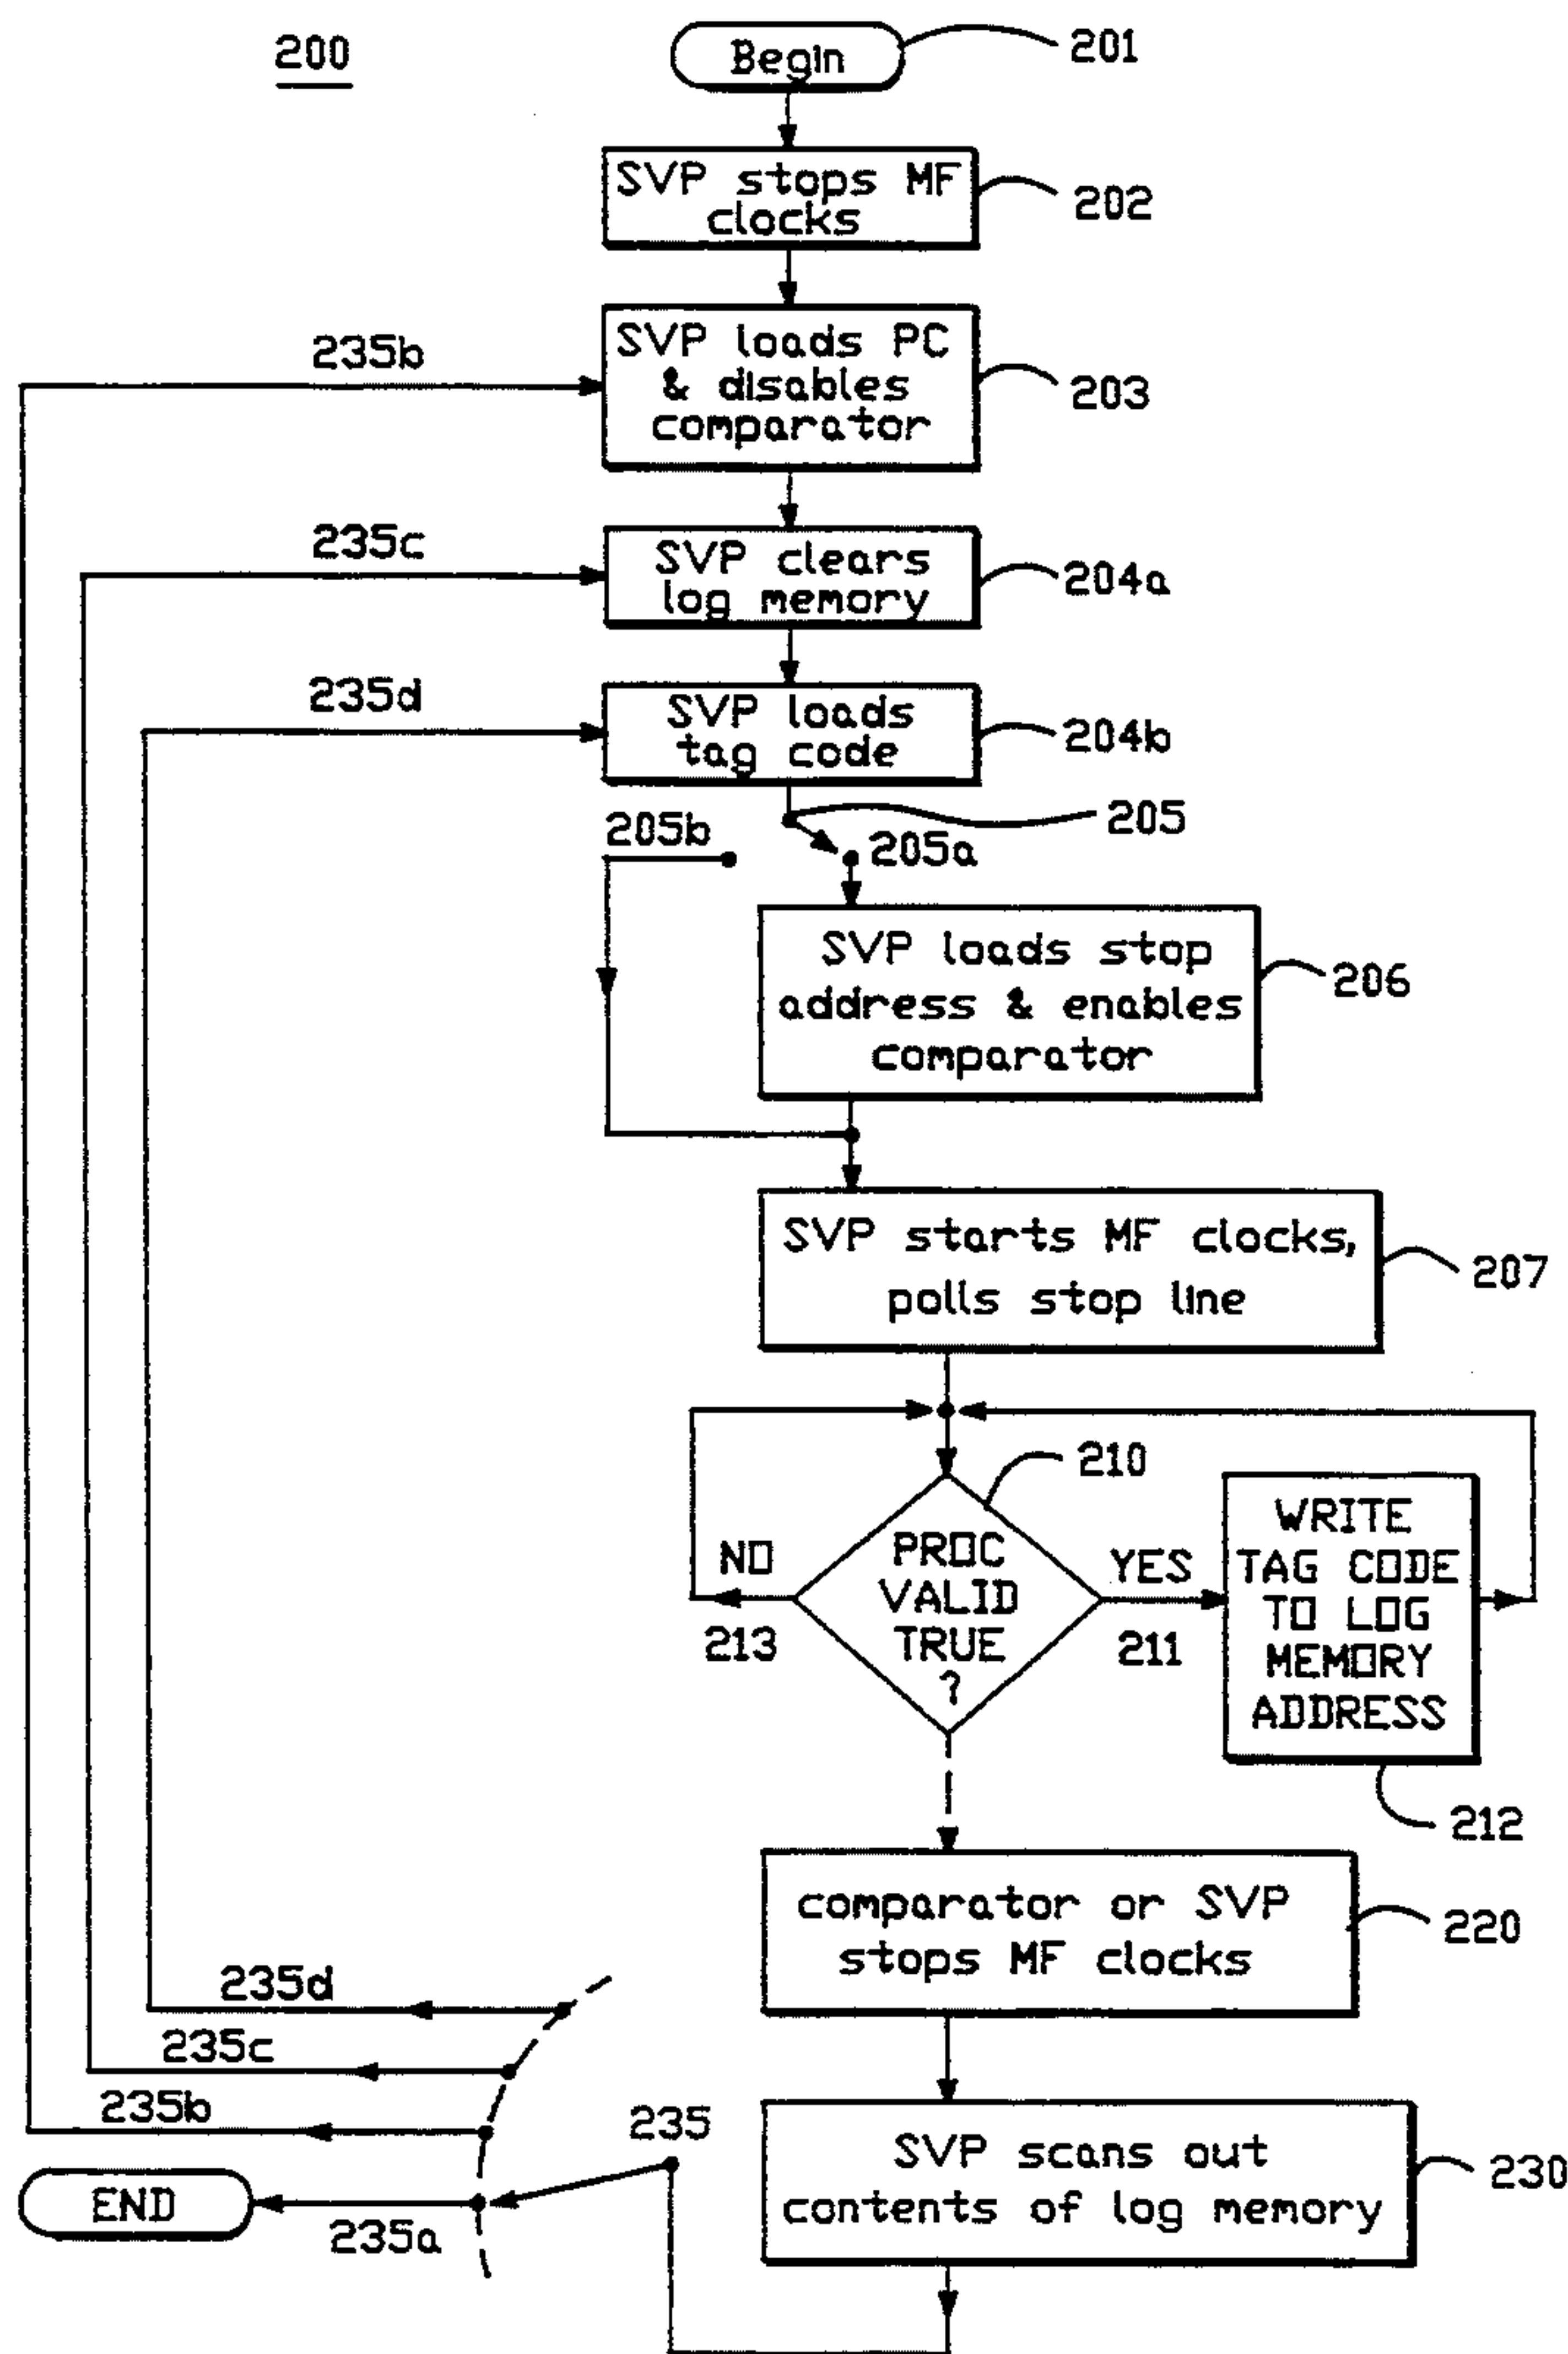 200
Begin
201
SVP stops MF
clocks
202
SVP loads PC
& disables
comparator
203
235b
SVP clears
log memory
204a
235c
SVP loads
tag code
204b
235d
205
205b
205a
SVP loads stop
address & enables
comparator
206
SVP starts MF clocks,
polls stop line
207
210
PROC
VALID
TRUE
?
NO
213
YES
211
WRITE
TAG CODE
TO LOG
MEMORY
ADDRESS
212
comparator or SVP
stops MF clocks
220
235d
235c
235b
235
SVP scans out
contents of log memory
230
END
235a